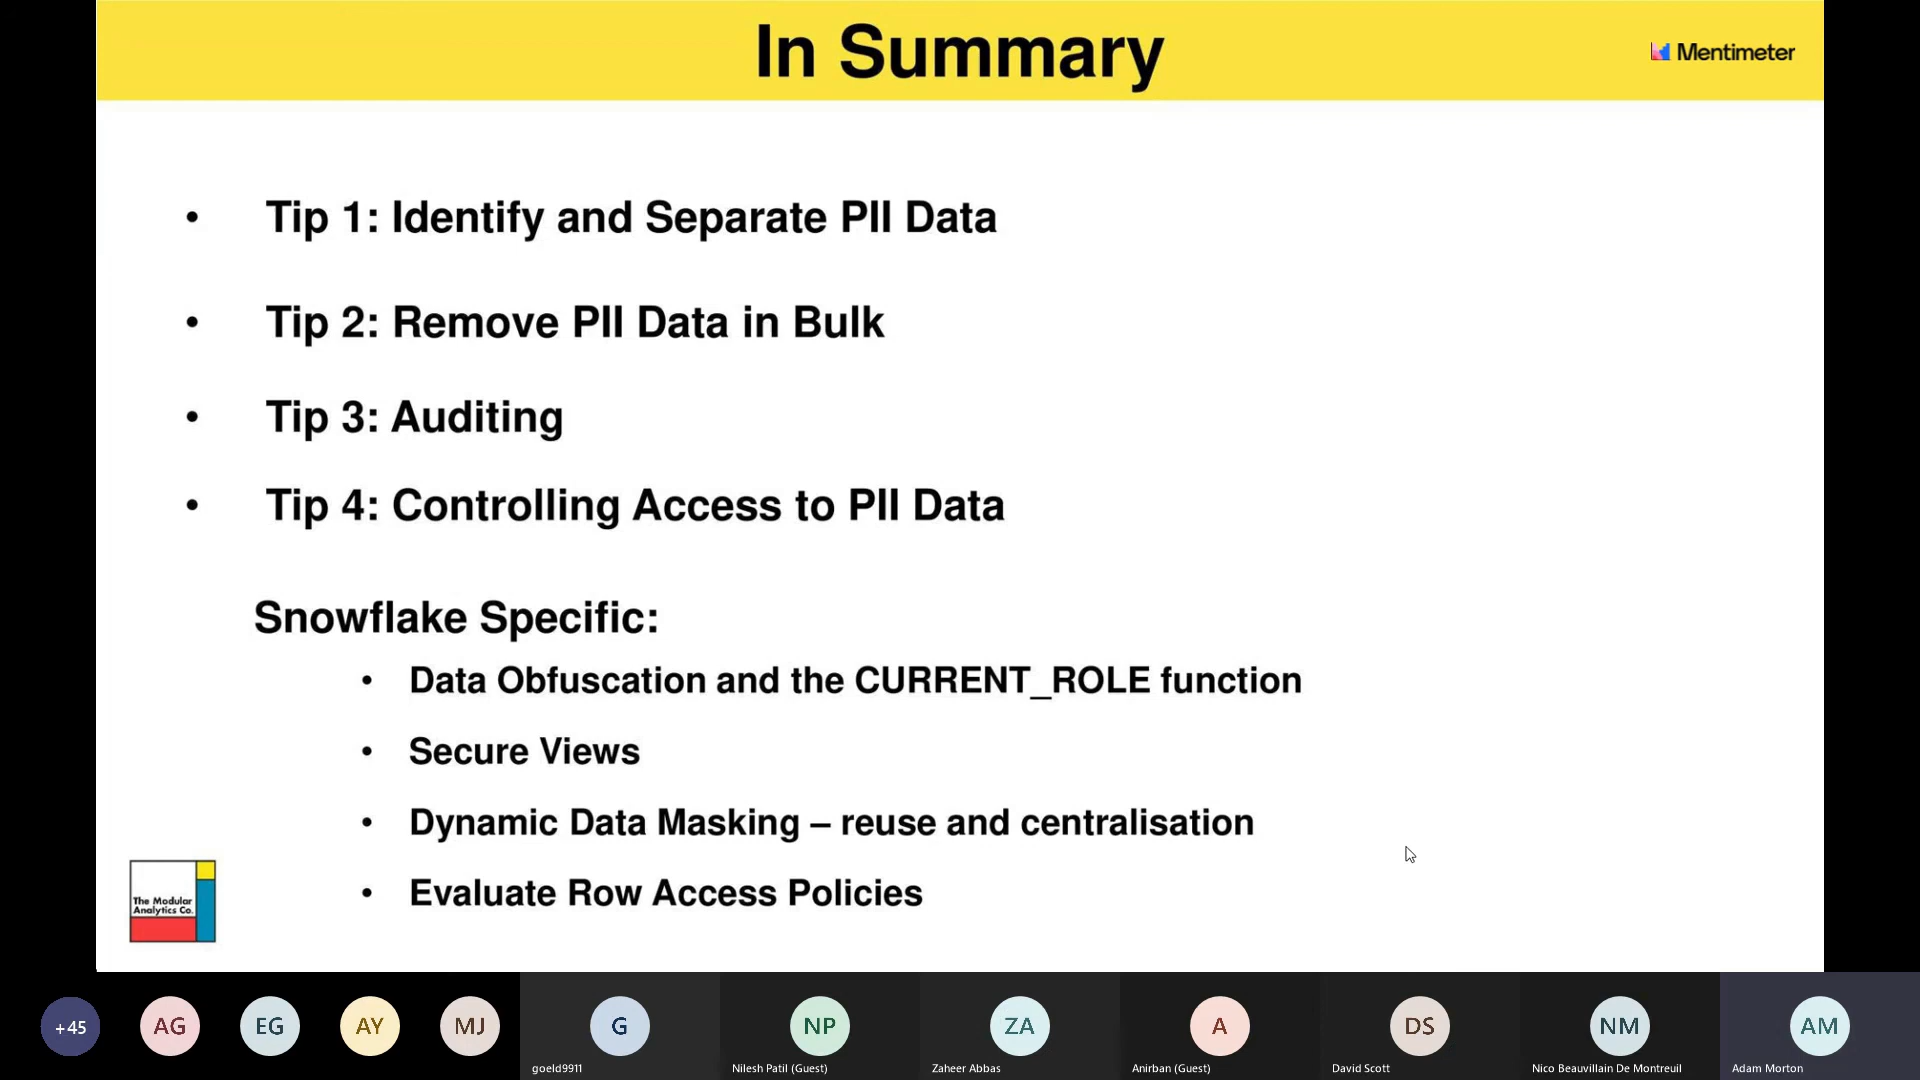 In Summary
Mentimeter
• Tip 1: Identify and Separate PII Data
• Tip 2: Remove PII Data in Bulk
• Tip 3: Auditing
• Tip 4: Controlling Access to PII Data
Snowflake Specific:
• Data Obfuscation and the CURRENT_ROLE function
• Secure Views
• Dynamic Data Masking – reuse and centralisation
• Evaluate Row Access Policies
The Modular
Analytics Co.
+45
AG
EG
AY
MJ
G
NP
ZA
A
DS
NM
AM
goeld9911
Nilesh Patil (Guest)
Zaheer Abbas
Anirban (Guest)
David Scott
Nico Beauvillain De Montreuil
Adam Morton